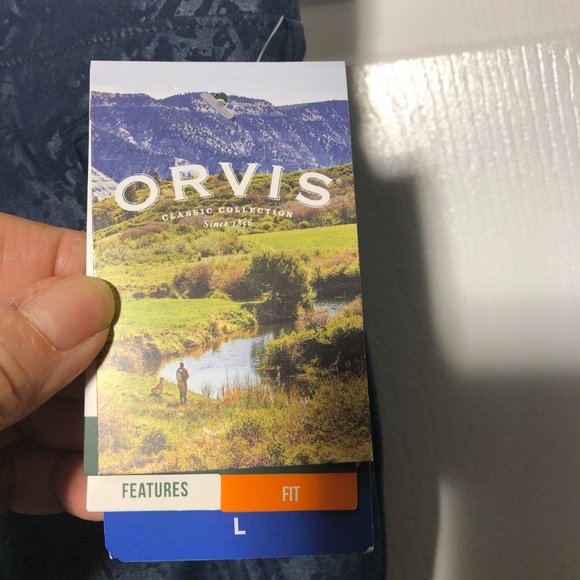 ORVIS
CLASSIC COLLECTION
Since 1856
FEATURES
FIT
L